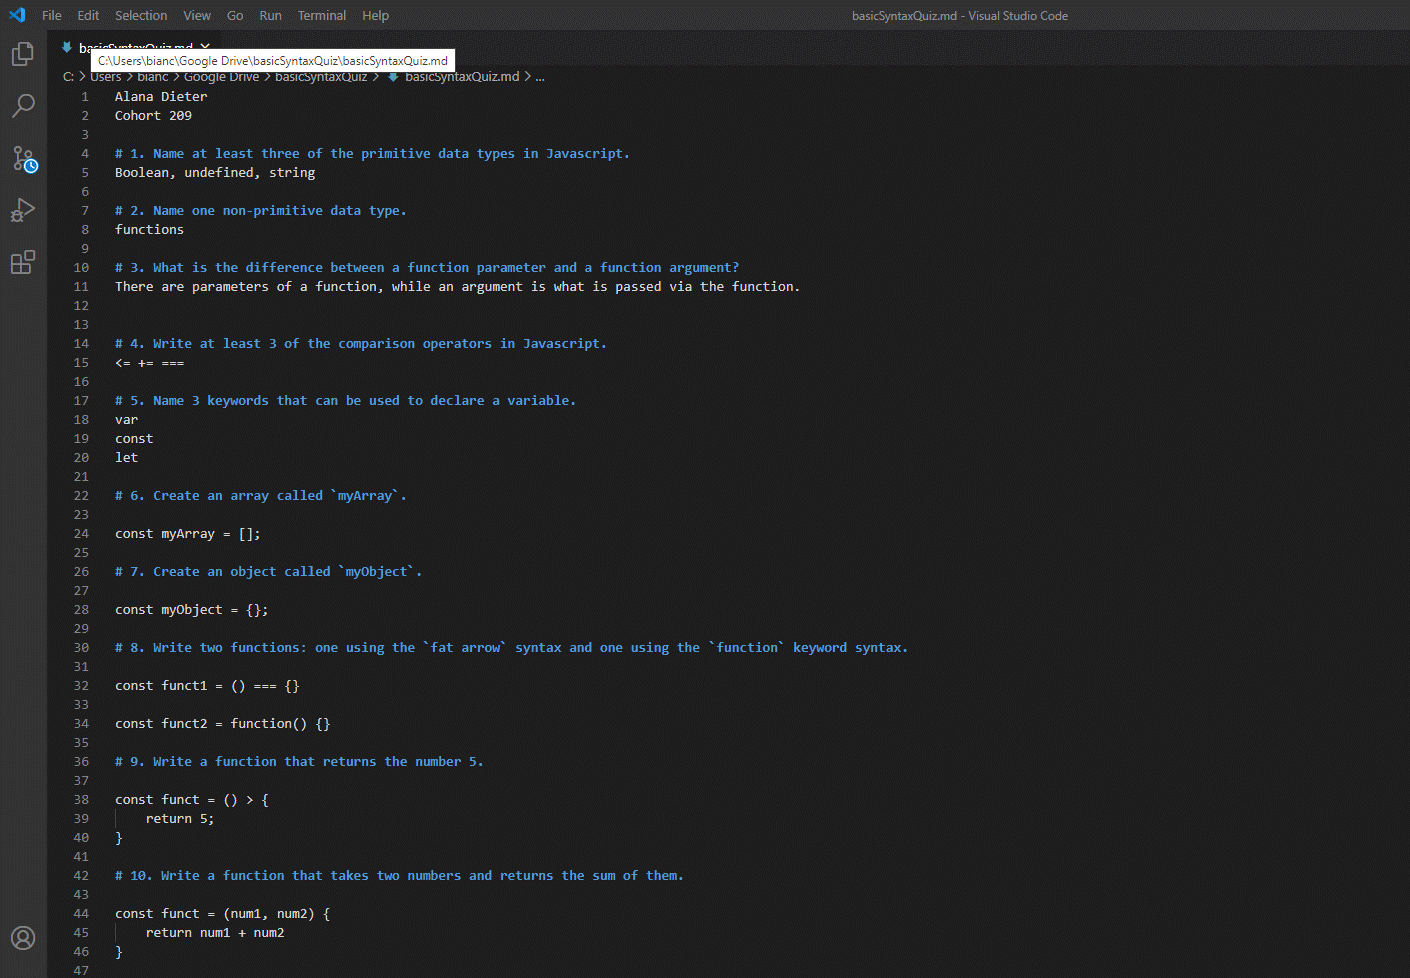 File Edit Selection View Go Run Terminal Help basicSyntaxQuiz.md - Visual Studio Code
basicSyntaxQuiz.md
C:\Users\bianc\Google Drive\basicSyntaxQuiz\basicSyntaxQuiz.md
C: > Users > bianc > Google Drive > basicSyntaxQuiz > basicSyntaxQuiz.md > ...
1 Alana Dieter
2 Cohort 209
3
4 # 1. Name at least three of the primitive data types in Javascript.
5 Boolean, undefined, string
6
7 # 2. Name one non-primitive data type.
8 functions
9
10 # 3. What is the difference between a function parameter and a function argument?
11 There are parameters of a function, while an argument is what is passed via the function.
12
13
14 # 4. Write at least 3 of the comparison operators in Javascript.
15 <= += ===
16
17 # 5. Name 3 keywords that can be used to declare a variable.
18 var
19 const
20 let
21
22 # 6. Create an array called `myArray`.
23
24 const myArray = [];
25
26 # 7. Create an object called `myObject`.
27
28 const myObject = {};
29
30 # 8. Write two functions: one using the `fat arrow` syntax and one using the `function` keyword syntax.
31
32 const funct1 = () === {}
33
34 const funct2 = function() {}
35
36 # 9. Write a function that returns the number 5.
37
38 const funct = () > {
39 return 5;
40 }
41
42 # 10. Write a function that takes two numbers and returns the sum of them.
43
44 const funct = (num1, num2) {
45 return num1 + num2
46 }
47